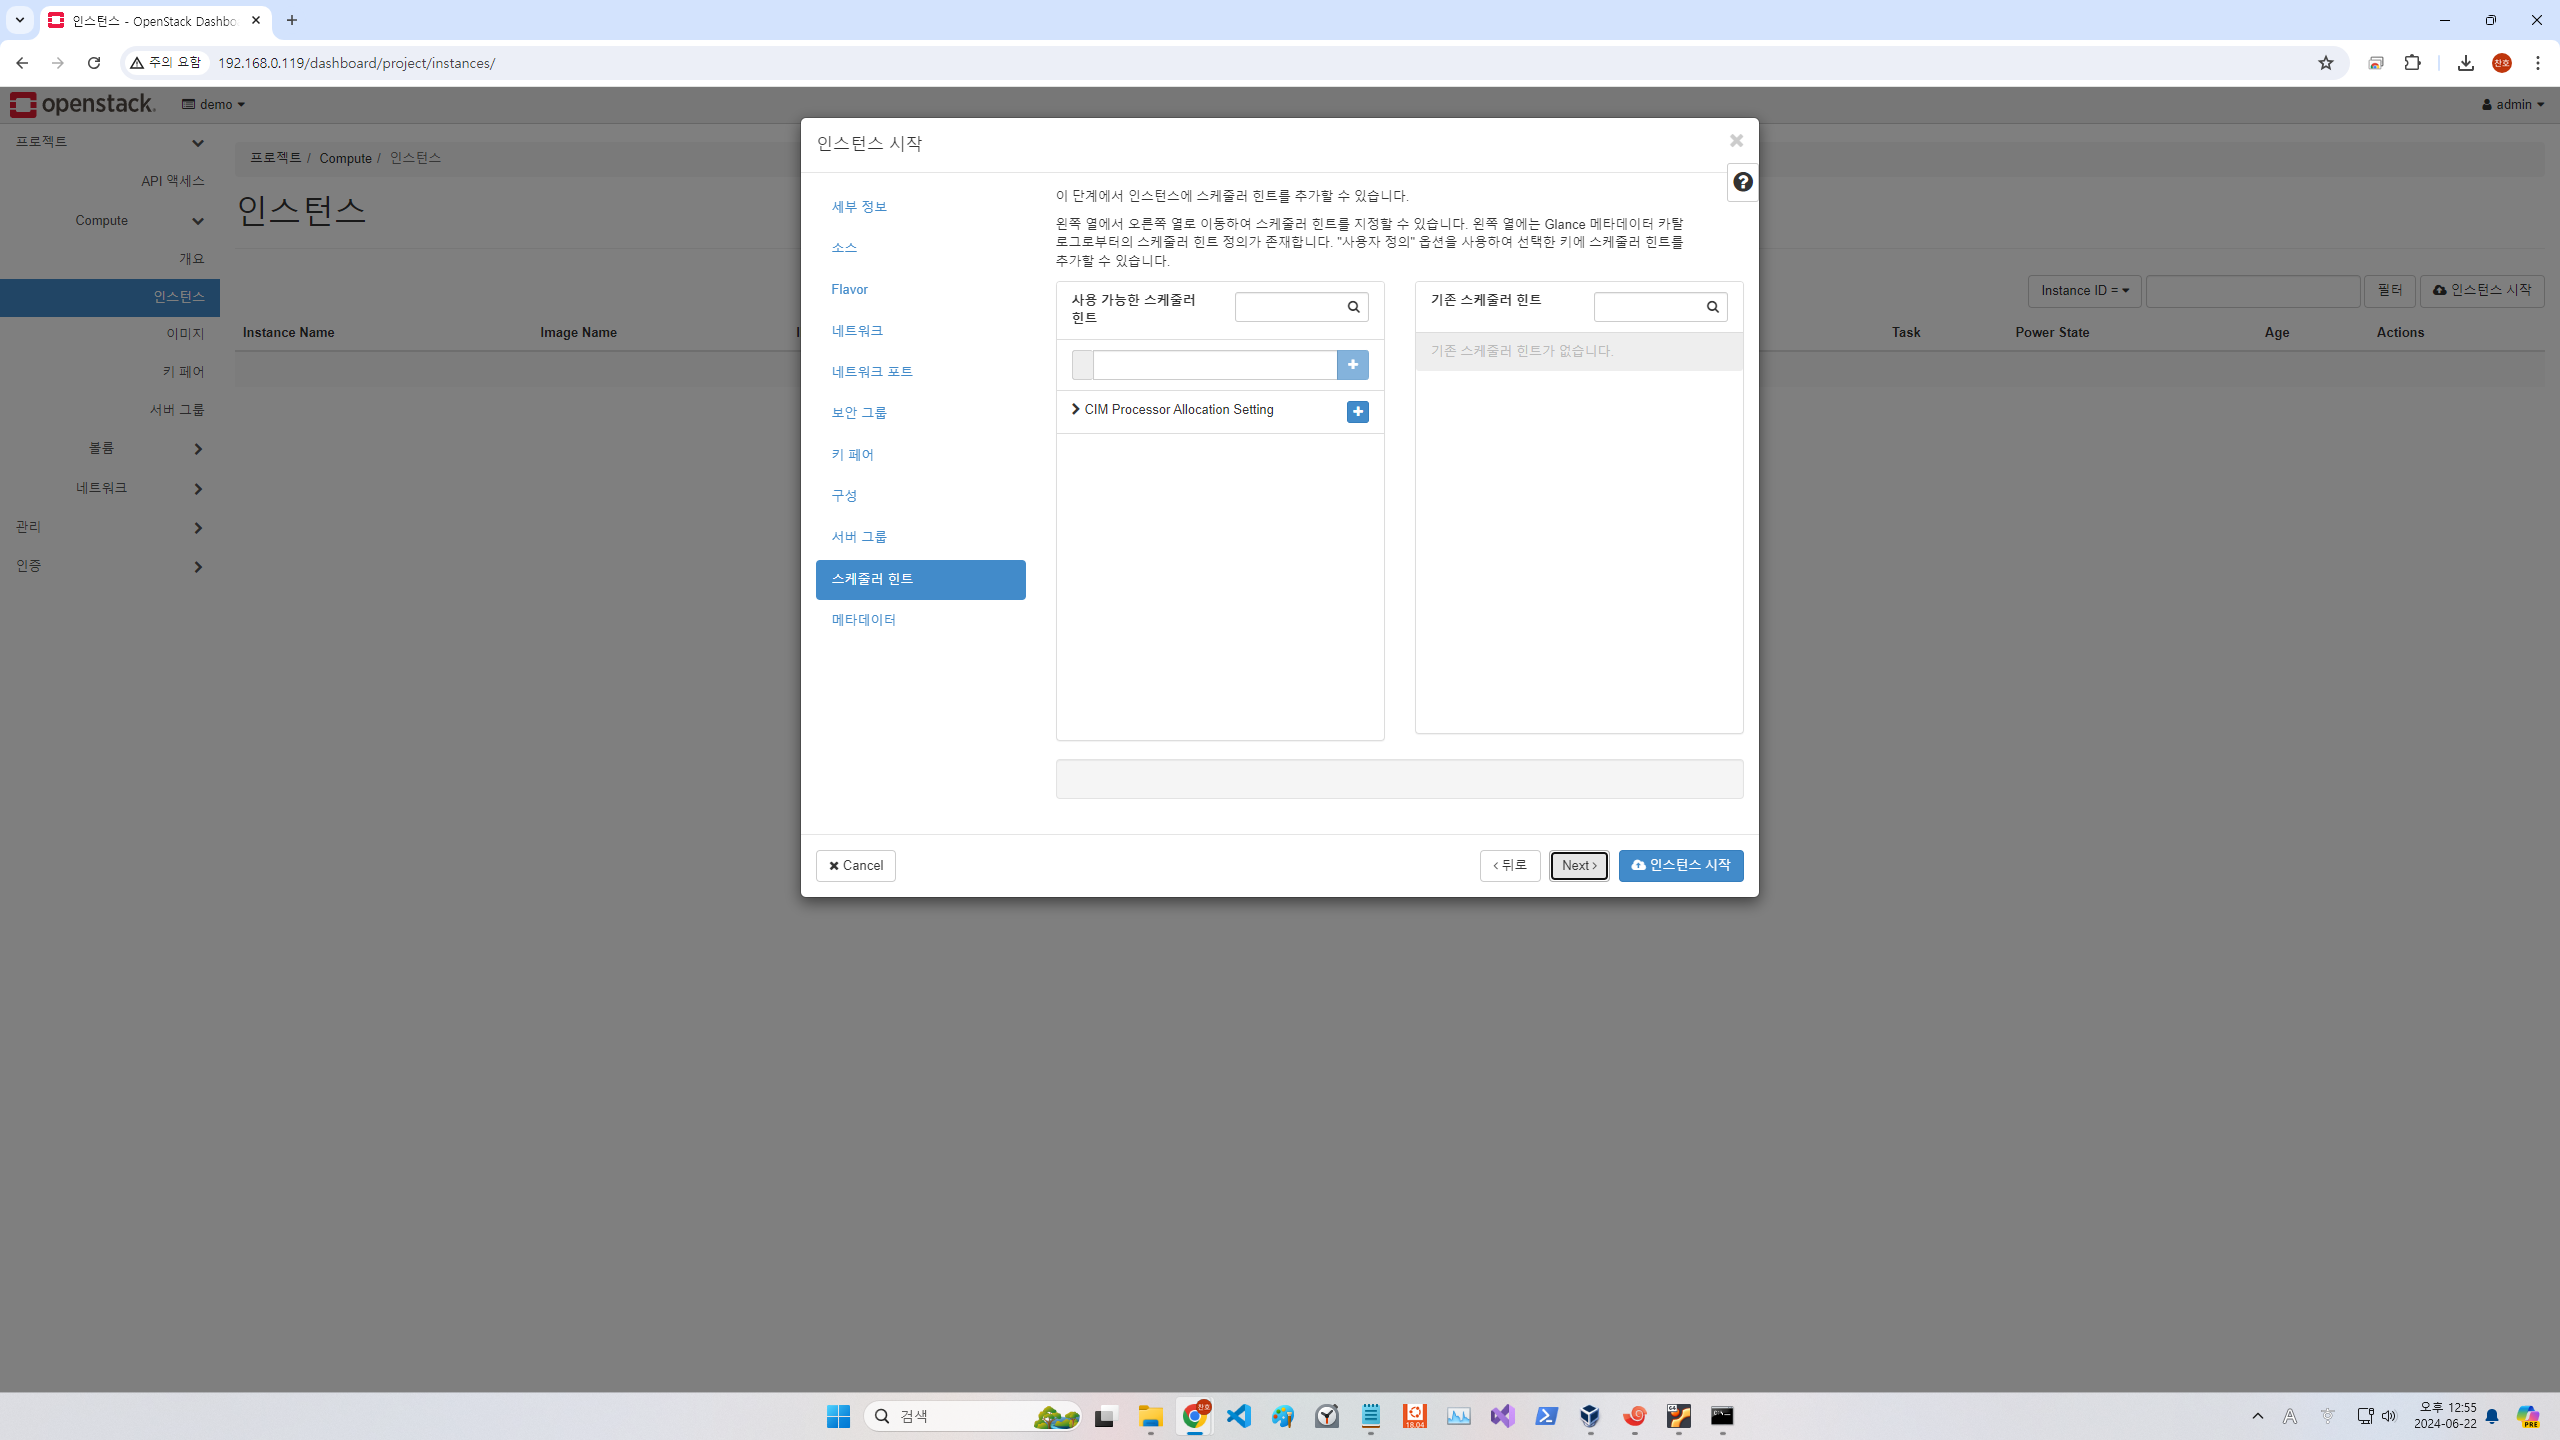 인스턴스 - OpenStack Dashbo
주의 요함
192.168.0.119/dashboard/project/instances/
찬호
openstack.
demo
admin
프로젝트
API 액세스
Compute
개요
인스턴스
이미지
키 페어
서버 그룹
볼륨
네트워크
관리
인증
프로젝트 / Compute / 인스턴스
인스턴스
Instance ID =
필터
인스턴스 시작
Instance Name
Image Name
Task
Power State
Age
Actions
인스턴스 시작
세부 정보
소스
Flavor
네트워크
네트워크 포트
보안 그룹
키 페어
구성
서버 그룹
스케줄러 힌트
메타데이터
이 단계에서 인스턴스에 스케줄러 힌트를 추가할 수 있습니다.
왼쪽 열에서 오른쪽 열로 이동하여 스케줄러 힌트를 지정할 수 있습니다. 왼쪽 열에는 Glance 메타데이터 카탈
로그로부터의 스케줄러 힌트 정의가 존재합니다. "사용자 정의" 옵션을 사용하여 선택한 키에 스케줄러 힌트를
추가할 수 있습니다.
사용 가능한 스케줄러
힌트
CIM Processor Allocation Setting
기존 스케줄러 힌트
기존 스케줄러 힌트가 없습니다.
Cancel
뒤로
Next
인스턴스 시작
검색
찬호
18.04
오후 12:55
2024-06-22
PRE